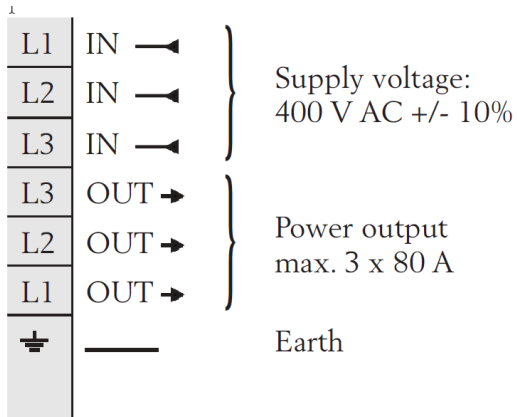 L1 IN Supply voltage:
L2 IN 400 V AC +/- 10%
L3 IN
L3 OUT
L2 OUT Power output
L1 OUT max. 3 x 80 A
Earth